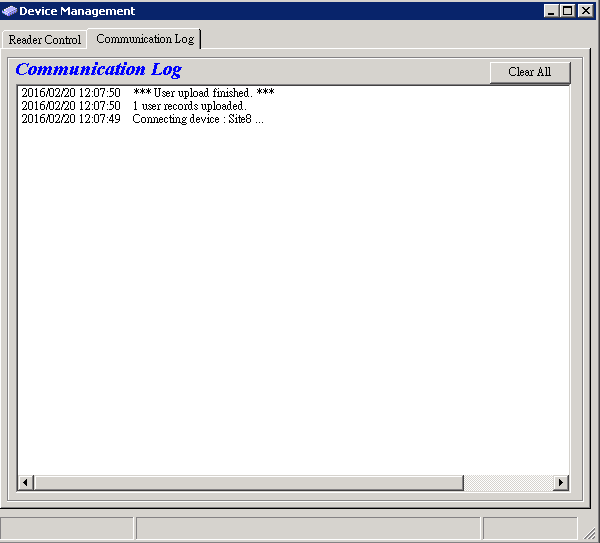 Device Management
Reader Control
Communication Log
Communication Log
Clear All
2016/02/20 12:07:50 *** User upload finished. ***
2016/02/20 12:07:50 1 user records uploaded.
2016/02/20 12:07:49 Connecting device : Site8 ...